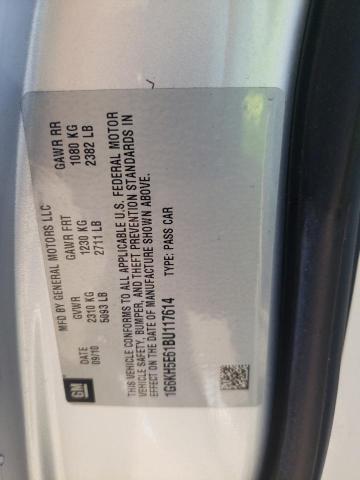 MFD BY GENERAL MOTORS LLC
DATE GVWR GAWR FRT GAWR RR
09/10 2310 KG 1230 KG 1080 KG
5093 LB 2711 LB 2382 LB
THIS VEHICLE CONFORMS TO ALL APPLICABLE U.S. FEDERAL MOTOR
VEHICLE SAFETY, BUMPER, AND THEFT PREVENTION STANDARDS IN
EFFECT ON THE DATE OF MANUFACTURE SHOWN ABOVE.
1G6KH5E61BU117614 TYPE: PASS CAR
GM